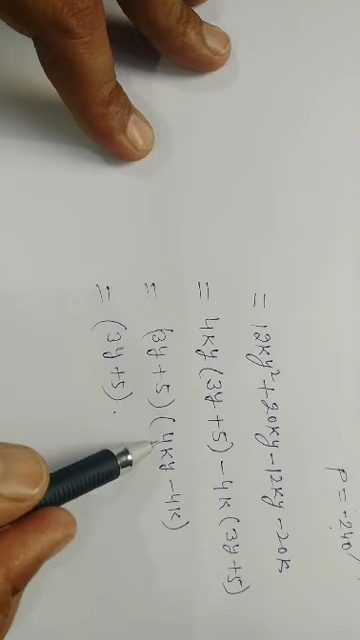 P = -240
= 12ky² + 20ky - 12ky - 20k
= 4ky (3y + 5) - 4k (3y + 5)
= (3y + 5) (4ky - 4k)
= (3y + 5) .